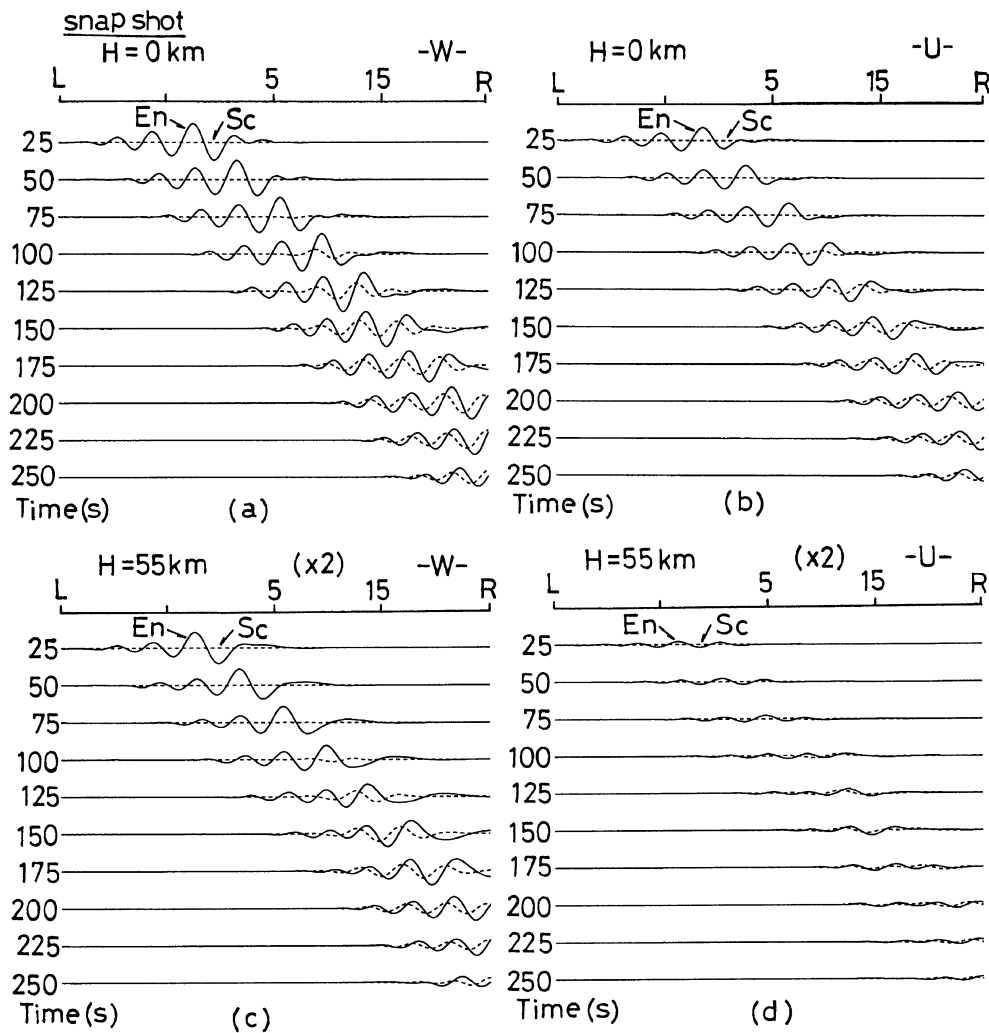 snap shot
H=0 km -W-
L 5 15 R
En Sc
25
50
75
100
125
150
175
200
225
250
Time(s) (a)
H=0 km -U-
L 5 15 R
En Sc
25
50
75
100
125
150
175
200
225
250
Time(s) (b)
H=55 km (x2) -W-
L 5 15 R
En Sc
25
50
75
100
125
150
175
200
225
250
Time(s) (c)
H=55 km (x2) -U-
L 5 15 R
En Sc
25
50
75
100
125
150
175
200
225
250
Time(s) (d)